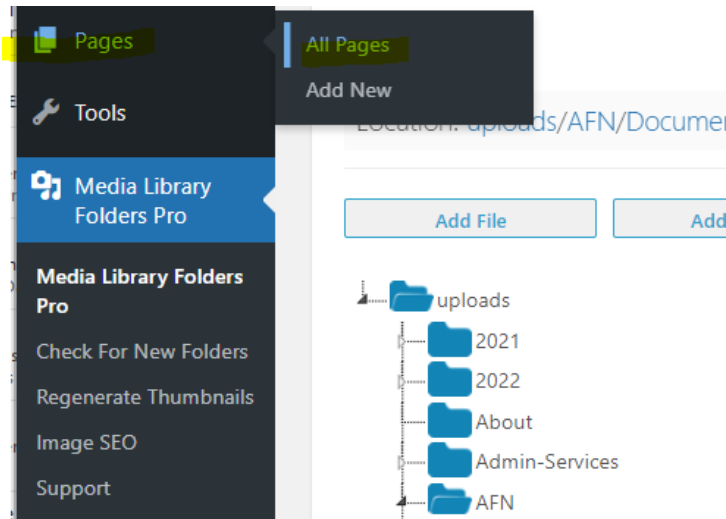 Pages
All Pages
Add New
Tools
Location: uploads/AFN/Documen
Media Library
Folders Pro
Add File
Add
Media Library Folders
Pro
Check For New Folders
Regenerate Thumbnails
Image SEO
Support
uploads
2021
2022
About
Admin-Services
AFN